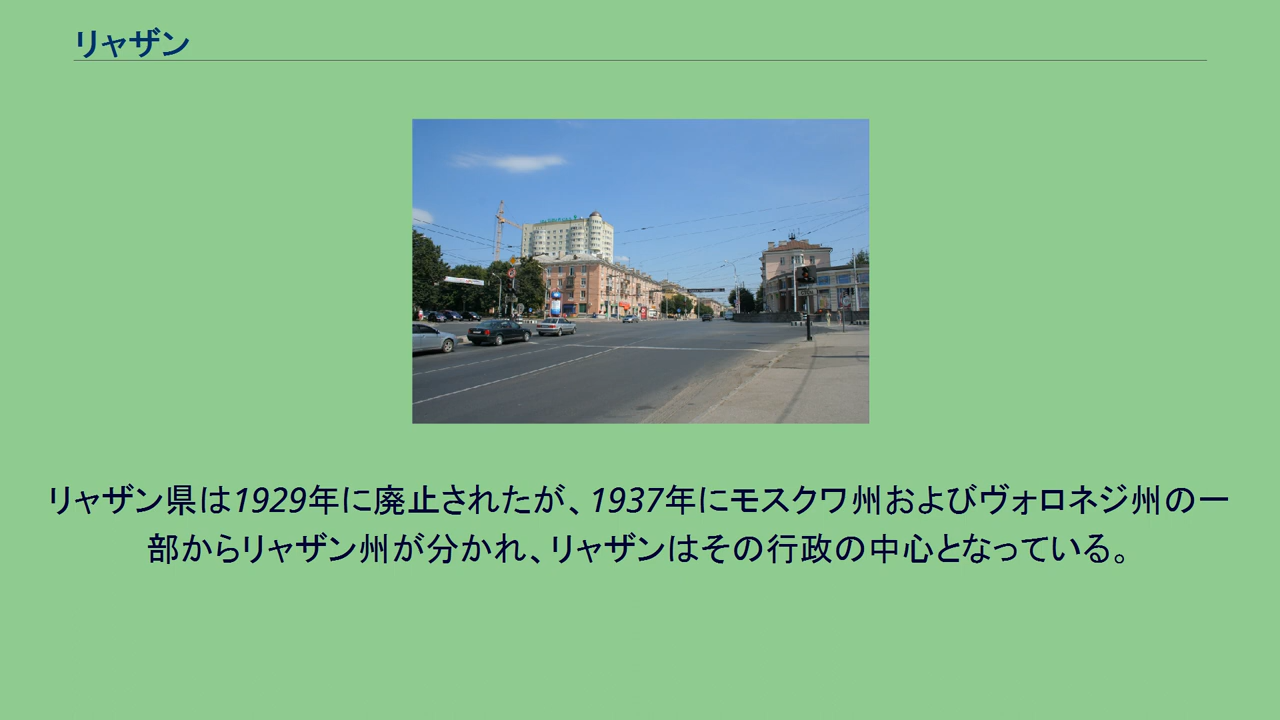 リャザン
リャザン県は1929年に廃止されたが、1937年にモスクワ州およびヴォロネジ州の一
部からリャザン州が分かれ、リャザンはその行政の中心となっている。